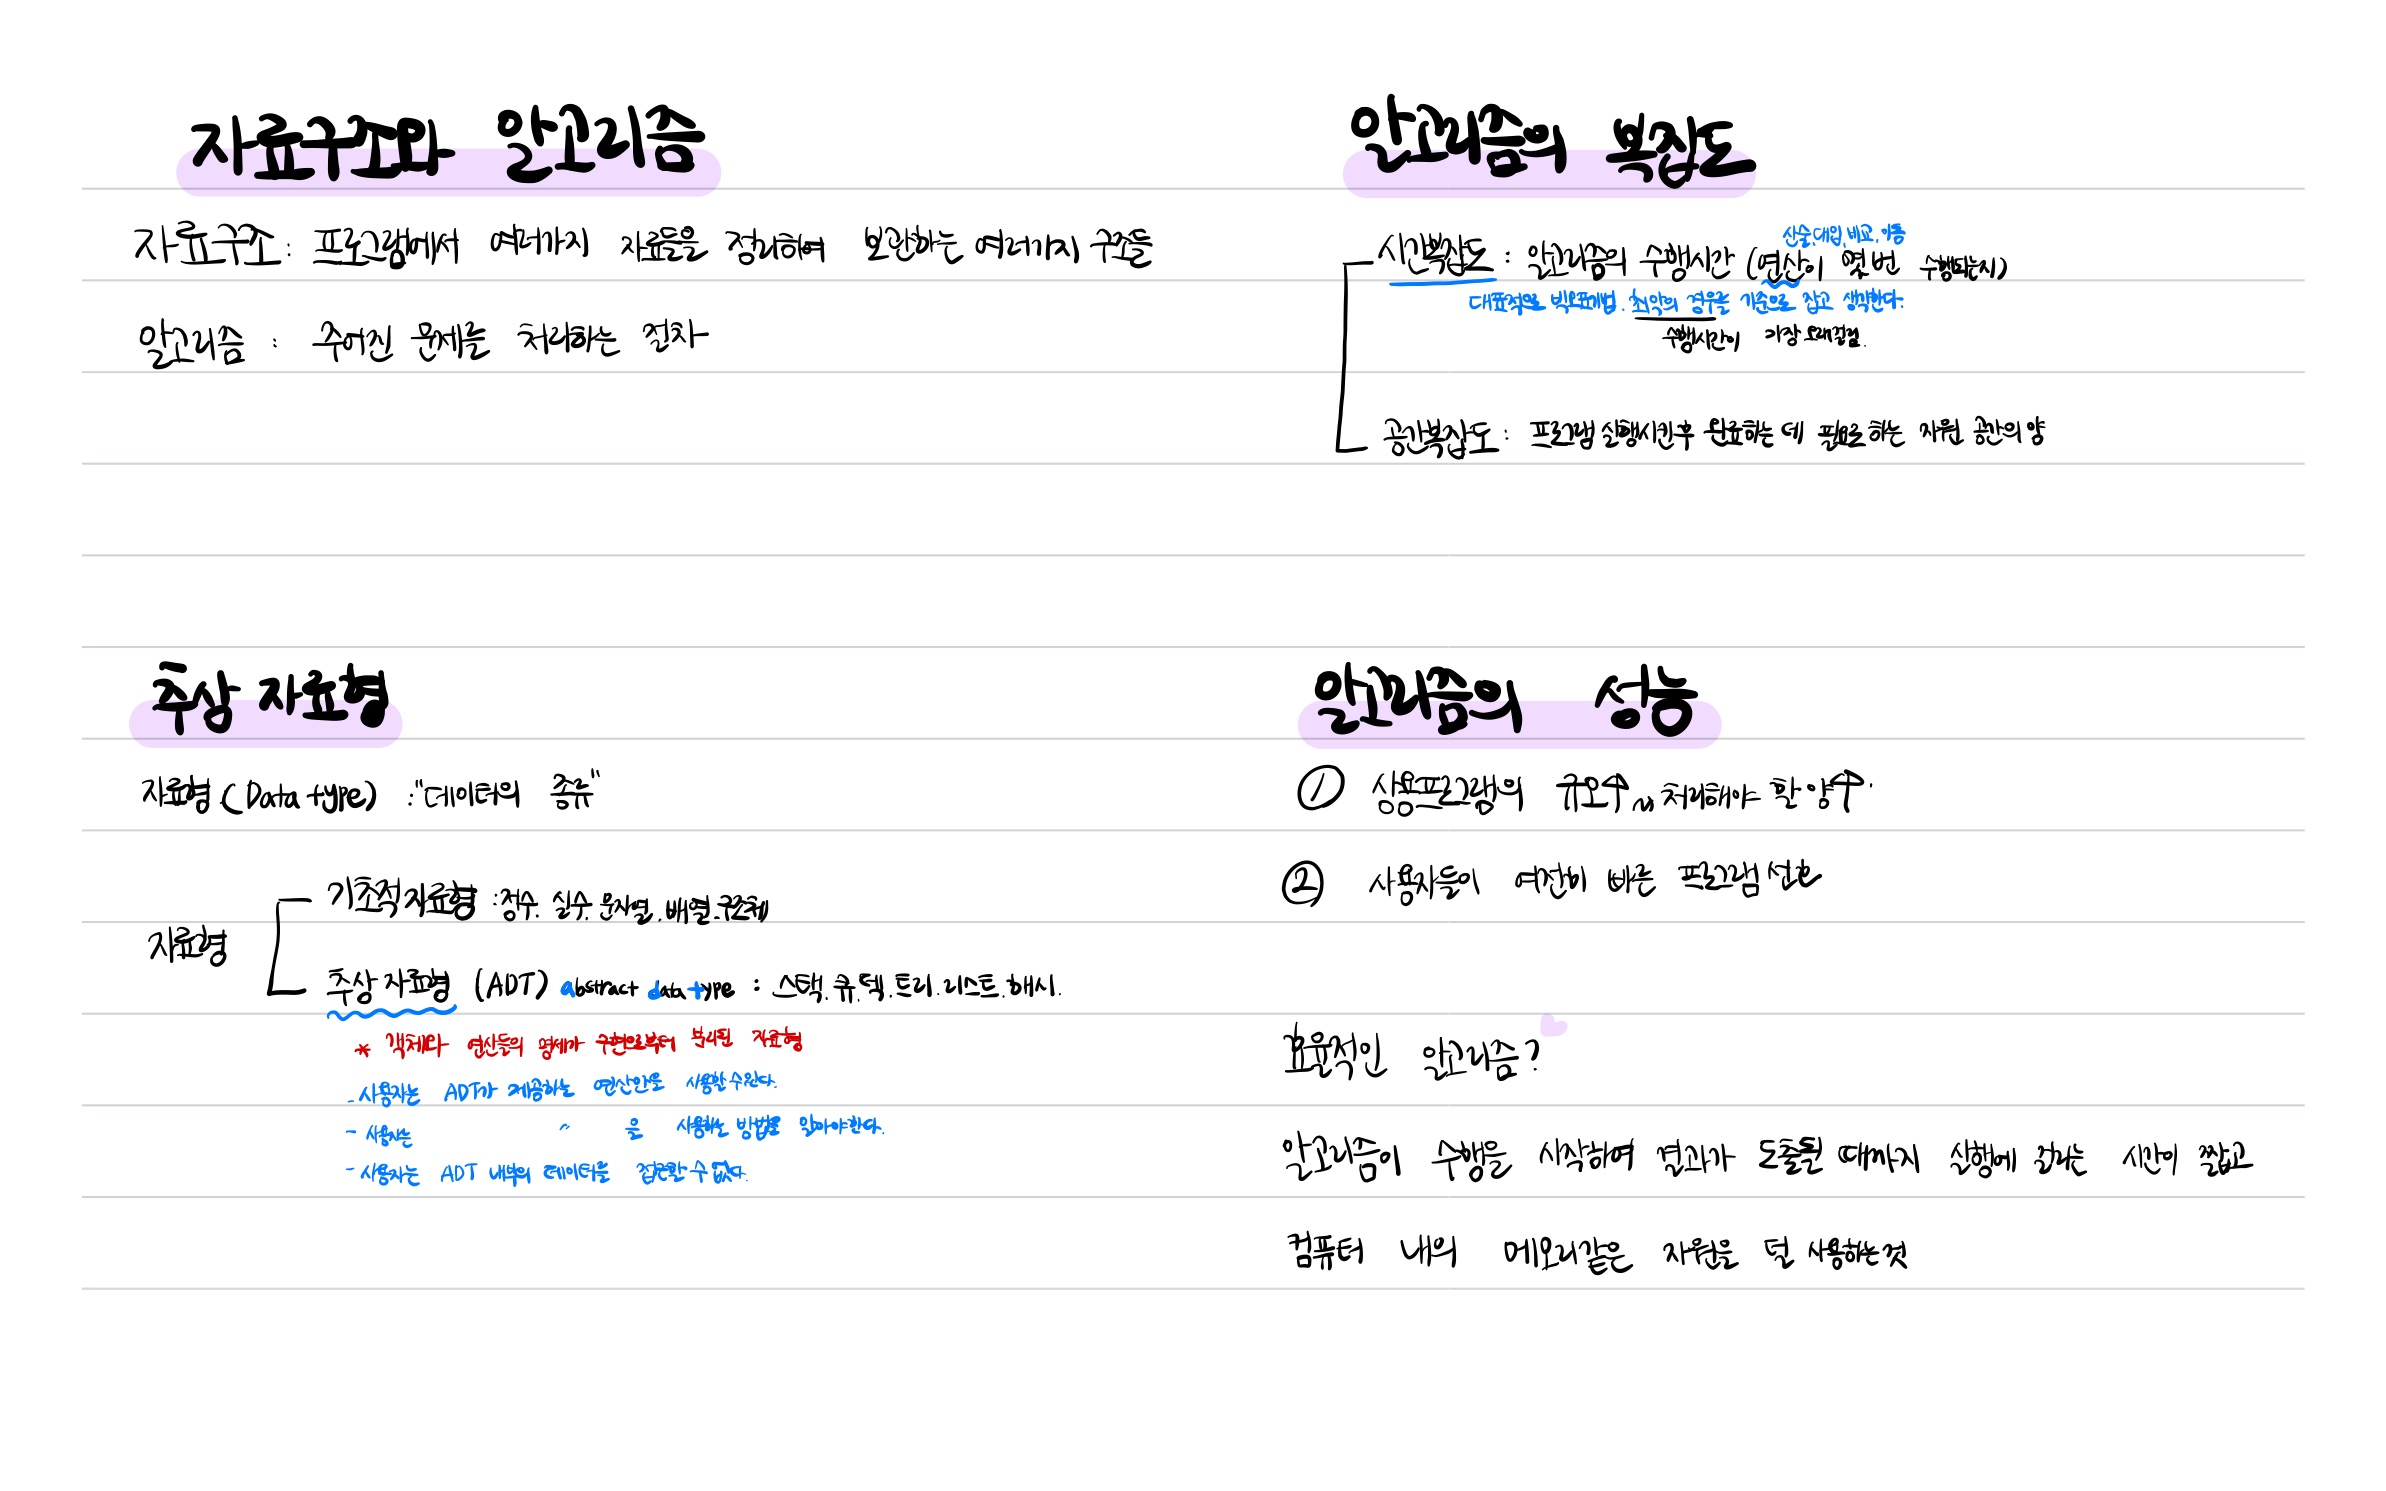 자료구조와 알고리즘
자료구조 : 프로그램에서 여러가지 자료들을 정리하여 보관하는 여러가지 구조들
알고리즘 : 주어진 문제를 처리하는 절차
추상 자료형
자료형 (Data type) : "데이터의 종류"
기초적 자료형 : 정수. 실수. 문자열. 배열. 구조체
자료형
추상 자료형 (ADT) abstract data type : 스택. 큐. 덱. 트리. 리스트. 해시.
* 객체와 연산들의 명세가 구현으로부터 분리된 자료형
- 사용자는 ADT가 제공하는 연산만을 사용할 수 있다.
- 사용자는 〃 을 사용하는 방법을 알아야 한다.
- 사용자는 ADT 내부의 데이터를 접근할 수 없다.
알고리즘의 복잡도
산술, 대입, 비교, 이동
시간복잡도 : 알고리즘의 수행시간 (연산이 몇 번 수행되는지)
대표적으로 빅오표기법. 최악의 경우를 기준으로 잡고 생각한다.
수행시간이 가장 오래걸림.
공간복잡도 : 프로그램 실행시킨후 완료하는 데 필요로 하는 자원 공간의 양
알고리즘의 성능
① 상용프로그램의 규모↑ 처리해야 할 양↑.
② 사용자들이 여전히 빠른 프로그램 선호
효율적인 알고리즘?
알고리즘이 수행을 시작하여 결과가 도출될 때까지 실행에 걸리는 시간이 짧고
컴퓨터 내의 메모리같은 자원을 덜 사용하는것